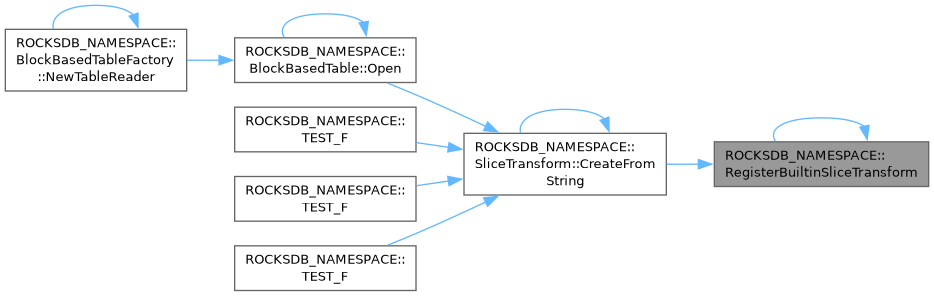 ROCKSDB_NAMESPACE::
BlockBasedTableFactory
::NewTableReader
ROCKSDB_NAMESPACE::
BlockBasedTable::Open
ROCKSDB_NAMESPACE::
TEST_F
ROCKSDB_NAMESPACE::
TEST_F
ROCKSDB_NAMESPACE::
TEST_F
ROCKSDB_NAMESPACE::
SliceTransform::CreateFrom
String
ROCKSDB_NAMESPACE::
RegisterBuiltinSliceTransform